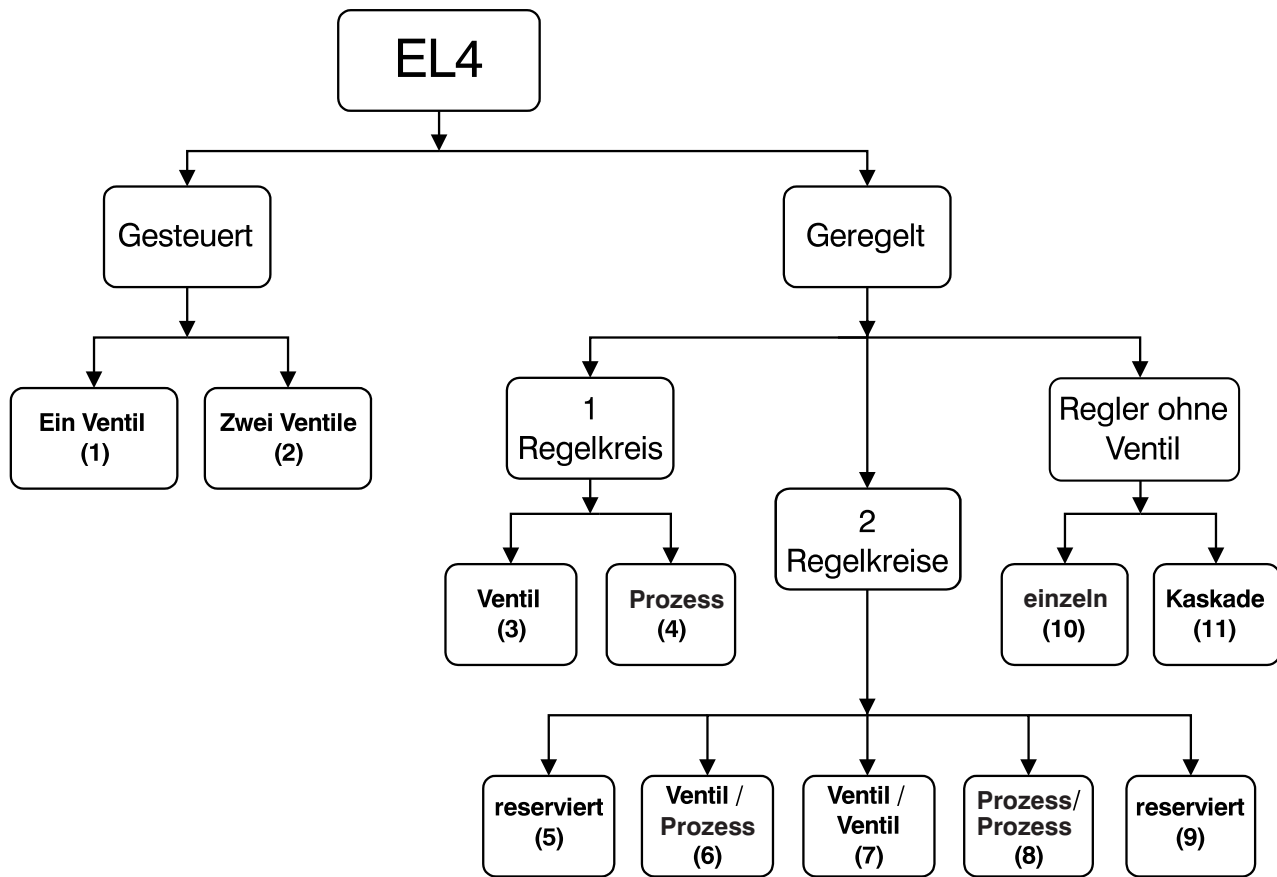 EL4
Gesteuert
Geregelt
Ein Ventil
(1)
Zwei Ventile
(2)
1
Regelkreis
Regler ohne
Ventil
2
Regelkreise
Ventil
(3)
Prozess
(4)
einzeln
(10)
Kaskade
(11)
reserviert
(5)
Ventil /
Prozess
(6)
Ventil /
Ventil
(7)
Prozess/
Prozess
(8)
reserviert
(9)